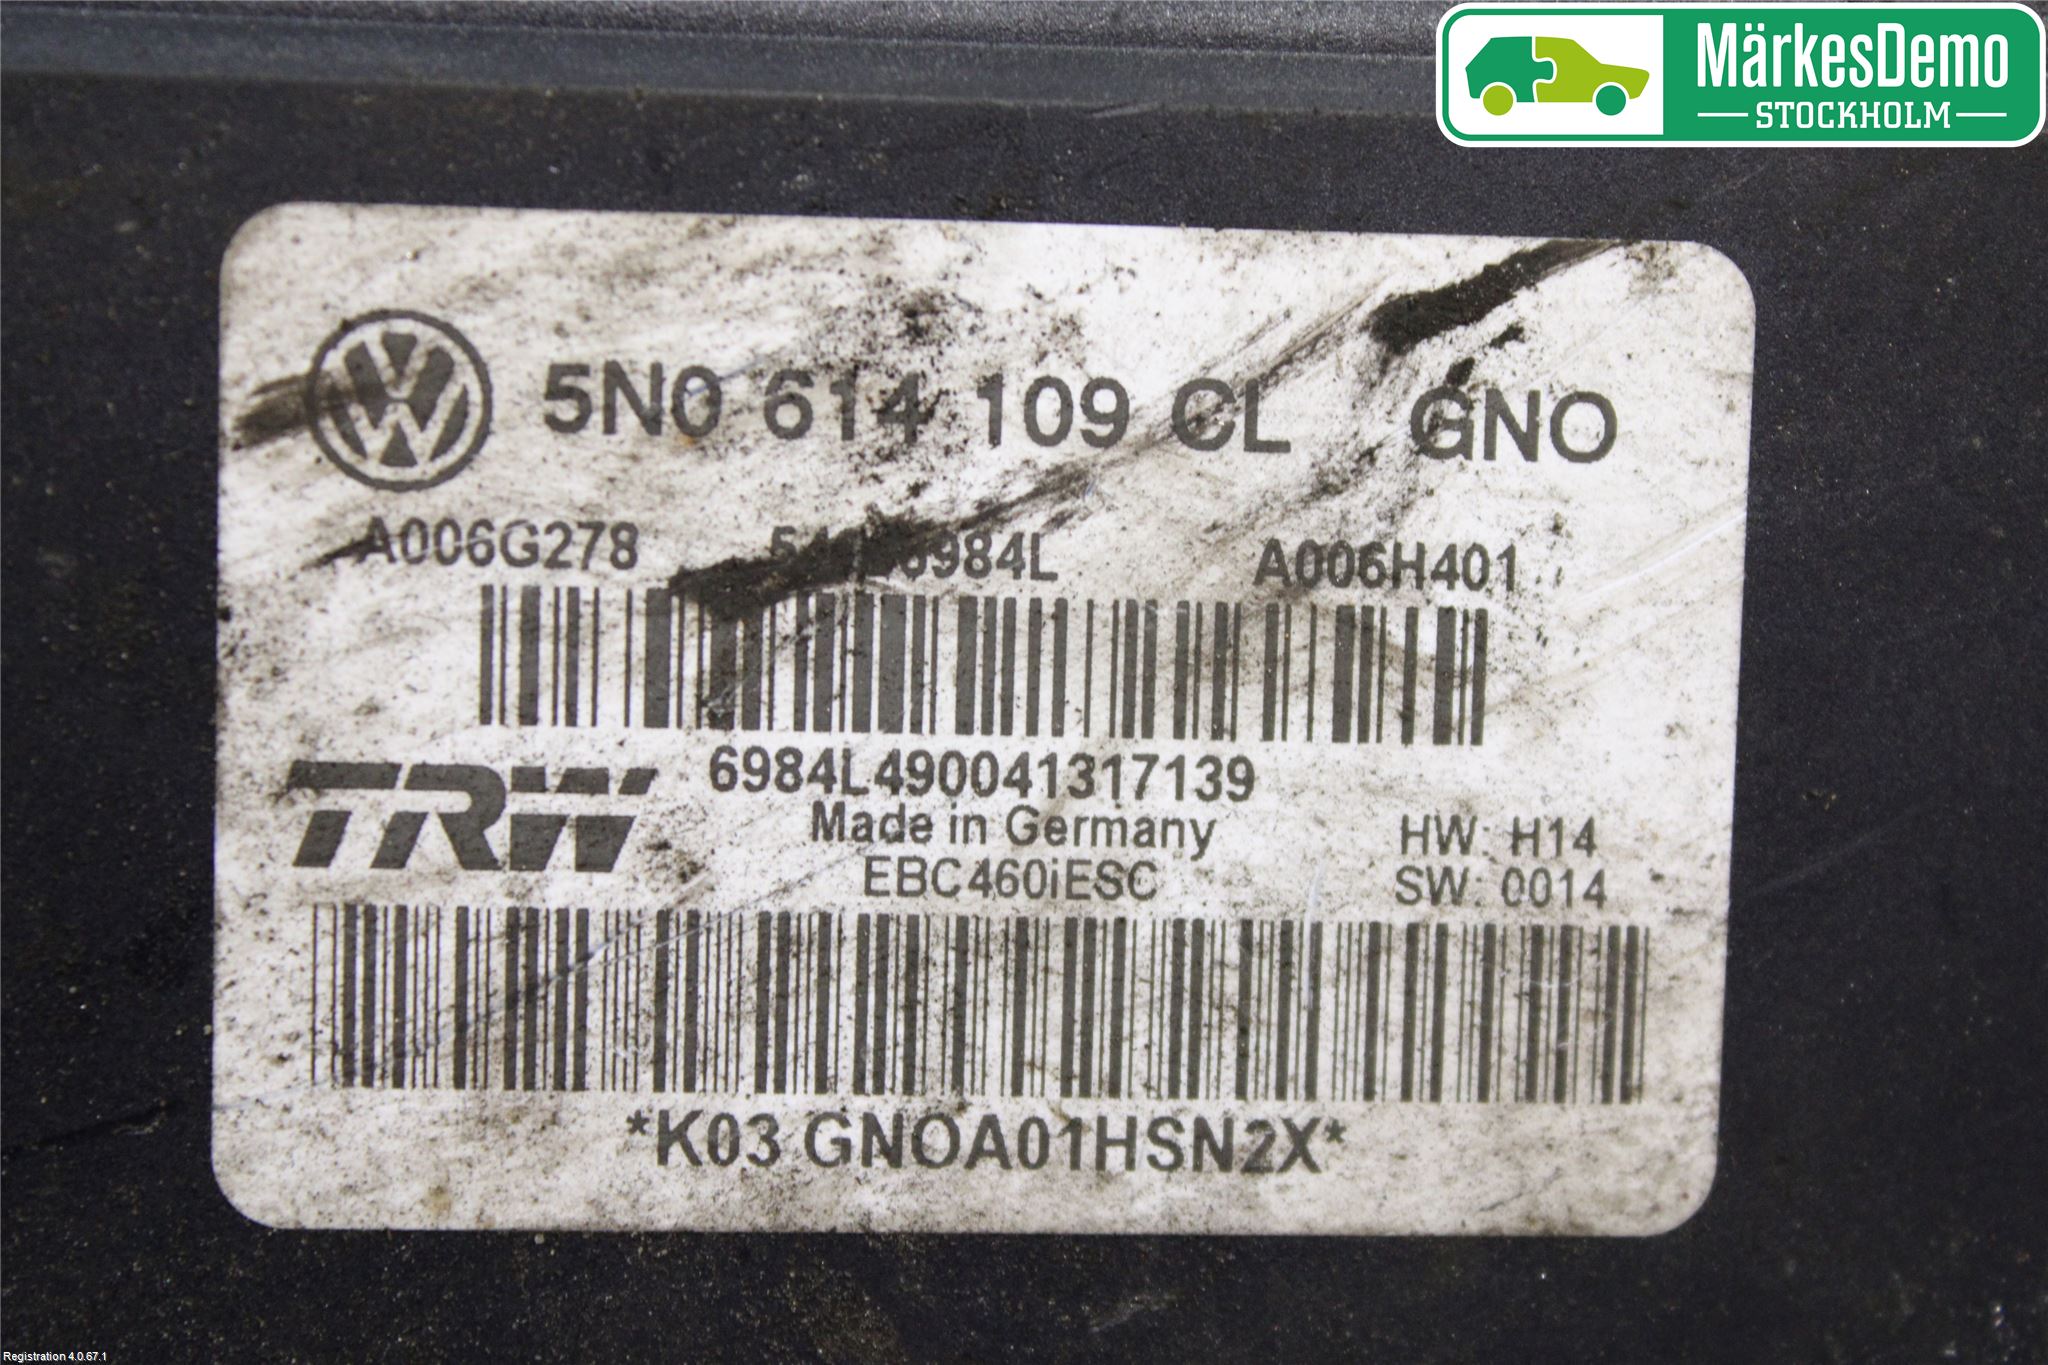 MärkesDemo
STOCKHOLM
5N0 614 109 CL GNO
A006G278 A006H401
TRW
6984L490041317139
Made in Germany
EBC460iESC
HW: H14
SW: 0014
*K03 GNOA01HSN2X*
Registration 4.0.67.1